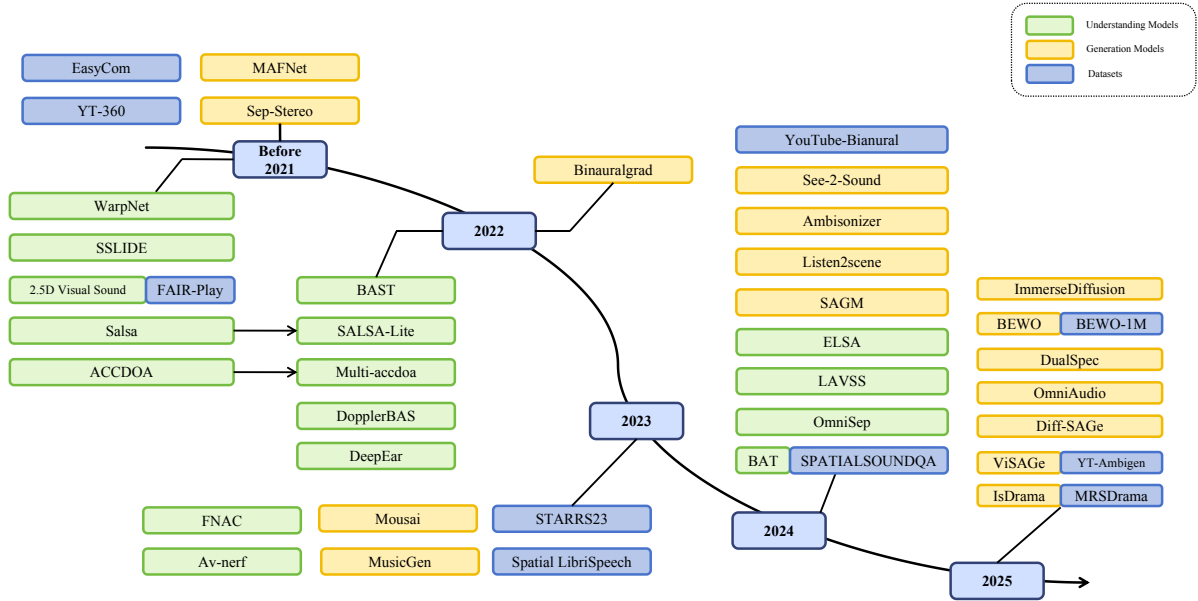 Understanding Models
Generation Models
Datasets
EasyCom
MAFNet
YT-360
Sep-Stereo
Before
2021
WarpNet
SSLIDE
2.5D Visual Sound
FAIR-Play
Salsa
ACCDOA
Binauralgrad
2022
BAST
SALSA-Lite
Multi-accdoa
DopplerBAS
DeepEar
2023
FNAC
Mousai
STARRS23
Av-nerf
MusicGen
Spatial LibriSpeech
YouTube-Bianural
See-2-Sound
Ambisonizer
Listen2scene
SAGM
ELSA
LAVSS
OmniSep
BAT
SPATIALSOUNDQA
2024
ImmerseDiffusion
BEWO
BEWO-1M
DualSpec
OmniAudio
Diff-SAGe
ViSAGe
YT-Ambigen
IsDrama
MRSDrama
2025